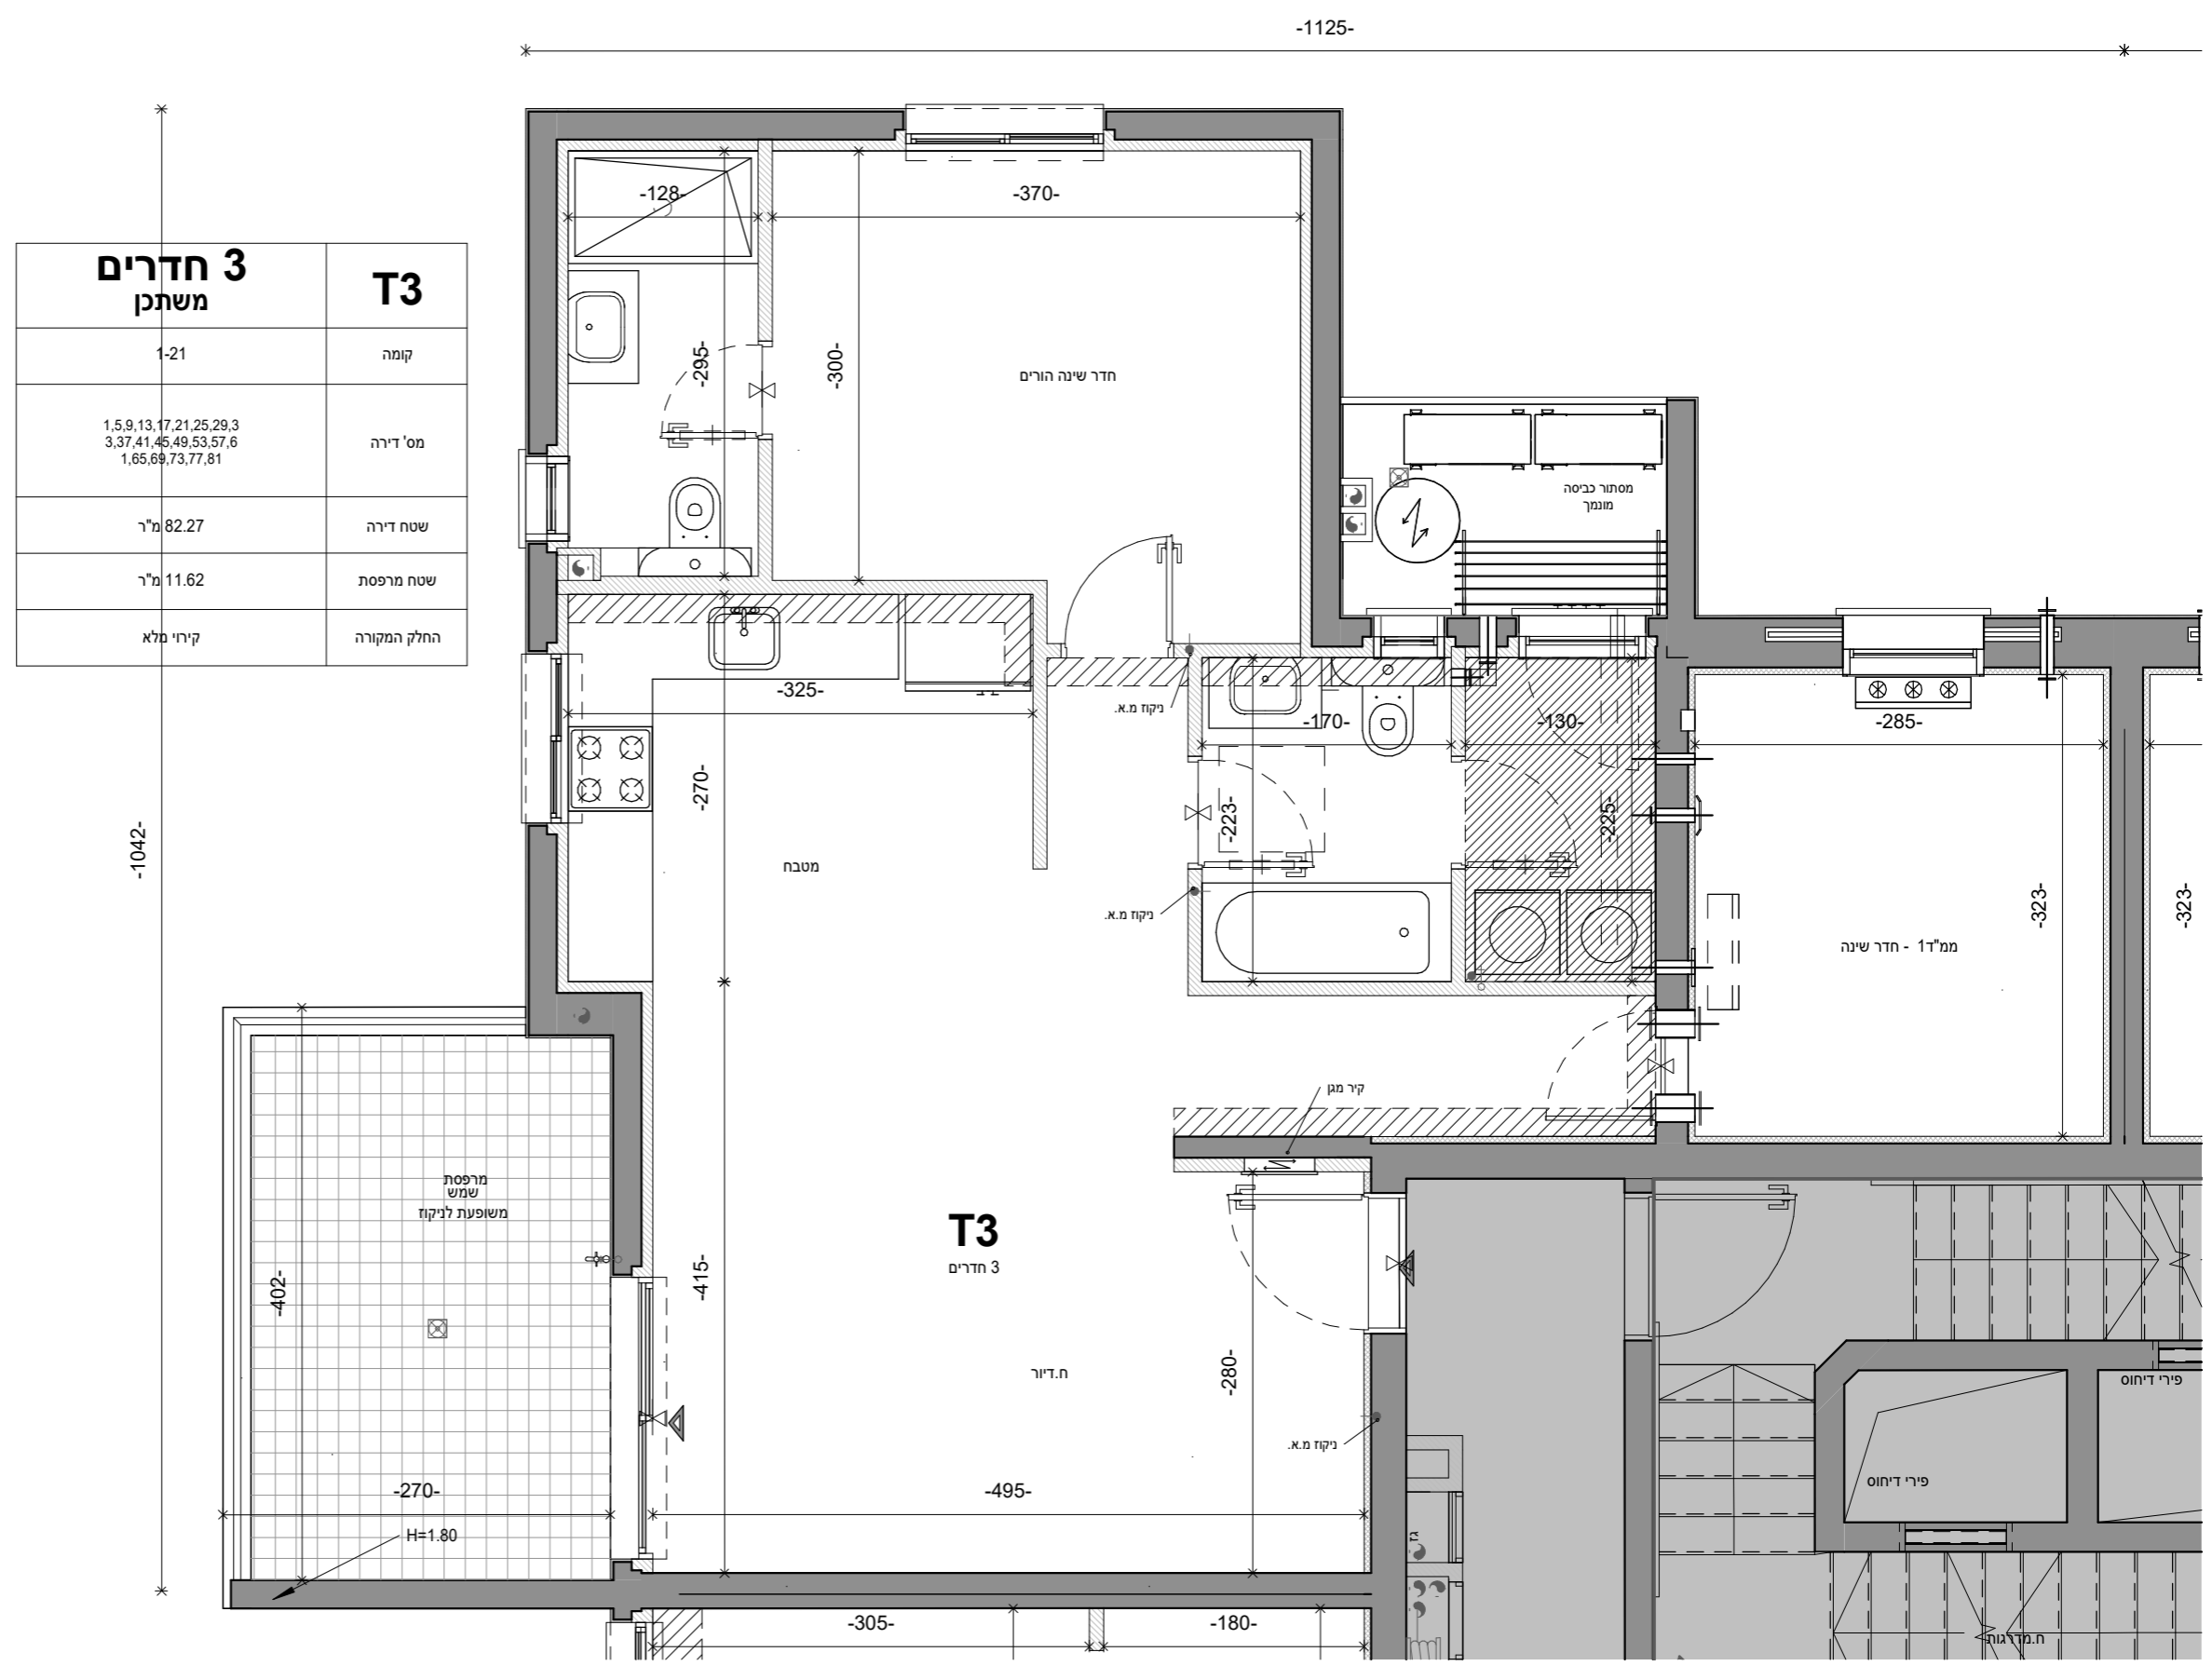 -1125-
3 חדרים
משתכן
T3
קומה
1-21
מס' דירה
1,5,9,13,17,21,25,29,3
3,37,41,45,49,53,57,6
1,65,69,73,77,81
שטח דירה
82.27 מ"ר
שטח מרפסת
11.62 מ"ר
החלק המקורה
קירוי מלא
-1042-
-128-
-370-
-295-
-300-
חדר שינה הורים
מסתור כביסה
מונמך
-325-
ניקוז מ.א.
-170-
-130-
-285-
-270-
-223-
-225-
מטבח
ניקוז מ.א.
-323-
-323-
ממ"ד1 - חדר שינה
קיר מגן
מרפסת
שמש
משופעת לניקוז
T3
3 חדרים
-402-
-415-
-280-
ח.דיור
ניקוז מ.א.
-270-
-495-
H=1.80
גז
פירי דיחוס
פירי דיחוס
-305-
-180-
ח.מדרגות